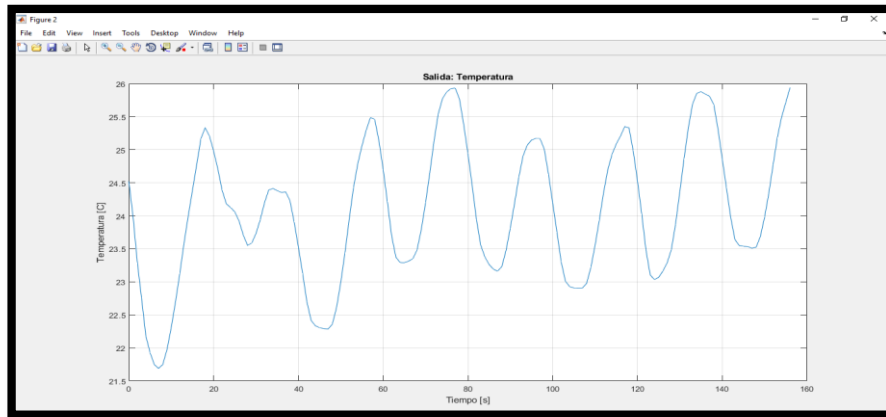 Figure 2
File Edit View Insert Tools Desktop Window Help
Salida: Temperatura
26
25.5
25
24.5
24
23.5
23
22.5
22
21.5
Temperatura [C]
0 20 40 60 80 100 120 140 160
Tiempo [s]